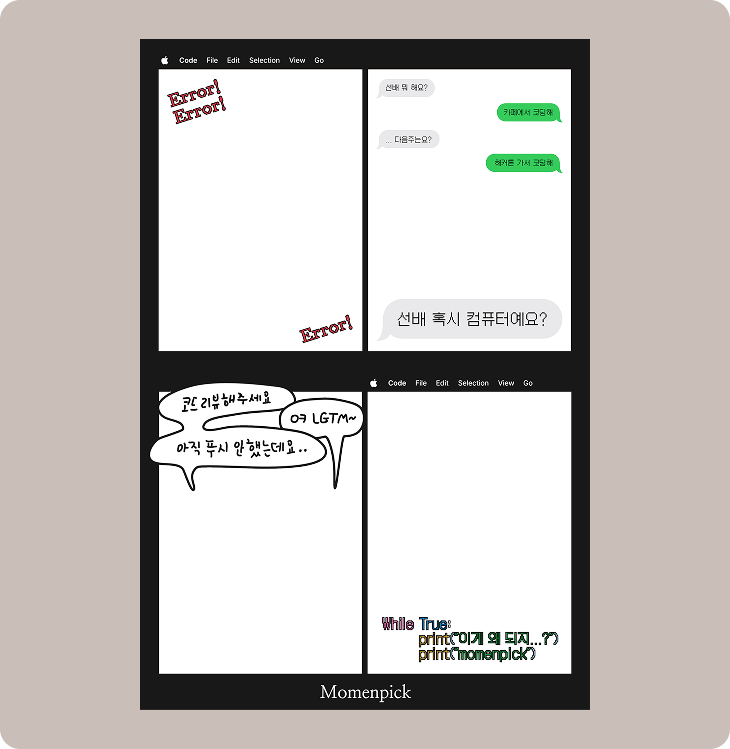 Code File Edit Selection View Go
Error!
Error!
Error!
선배 뭐 해요?
카페에서 코딩해
... 다음주는요?
해커톤 가서 코딩해
선배 혹시 컴퓨터예요?
코드 리뷰해주세요
여 LGTM~
아직 푸시 안 했는데요..
Code File Edit Selection View Go
While True:
print("이게 왜 되지...?")
print("momenpick")
Momenpick